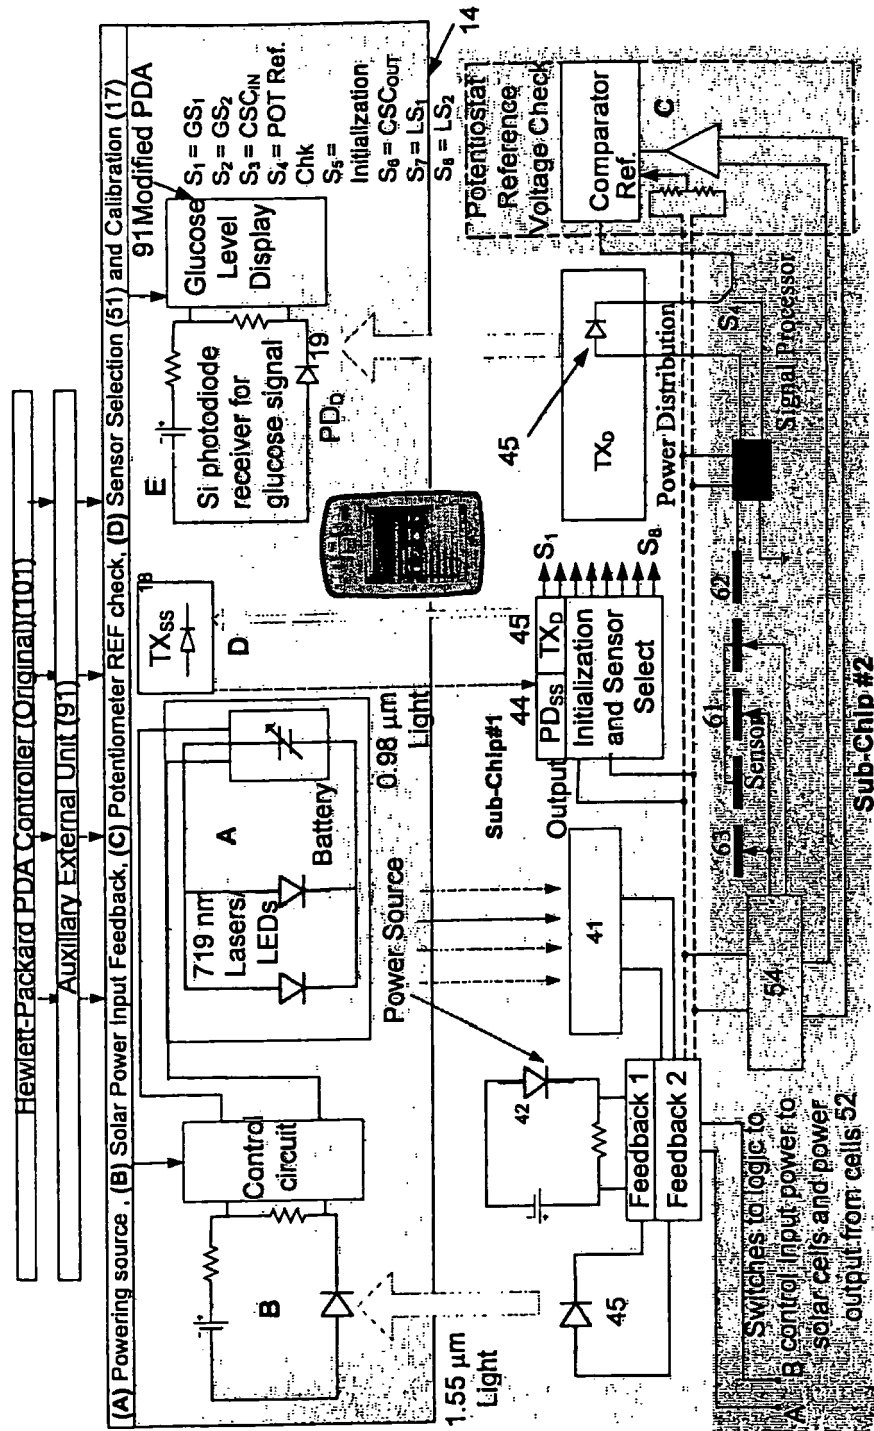 Hewlett-Packard PDA Controller (Original)(101)
Auxillary External Unit (91)
(A) Powering source , (B) Solar Power Input Feedback, (C) Potentiometer REF check, (D) Sensor Selection (51) and Calibration (17)
91Modified PDA
Control
circuit
B
719 nm
Lasers/
LEDs
A
Battery
TXSS
18
D
E
Si photodiode
receiver for
glucose signal
PDD
19
Glucose
Level
Display
S1 = GS1
S2 = GS2
S3 = CSCIN
S4 = POT Ref.
Chk
S5 =
Initialization
S6 = CSCOUT
S7 = LS1
S8 = LS2
14
1.55 μm
Light
Power Source
0.98 μm
Light
Sub-Chip#1
45
42
Feedback 1
Feedback 2
41
Output
44
45
PDSS
TXD
Initialization
and Sensor
Select
S1
S8
45
TXD
Power Distribution
Potentiostat
Reference
Voltage Check
Comparator
Ref.
C
S4
Signal Processor
Switches to logic to
A
B control Input power to
solar cells and power
output from cells 52
54
63
Sensor
61
62
Sub-Chip #2